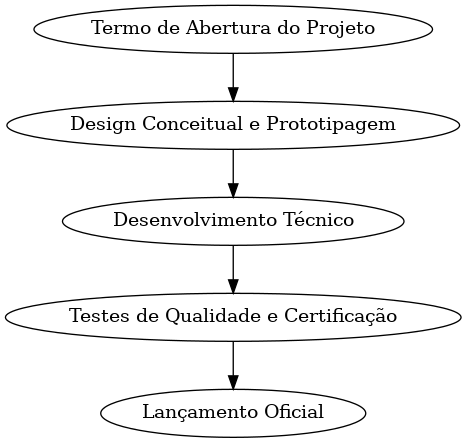 Termo de Abertura do Projeto
Design Conceitual e Prototipagem
Desenvolvimento Técnico
Testes de Qualidade e Certificação
Lançamento Oficial